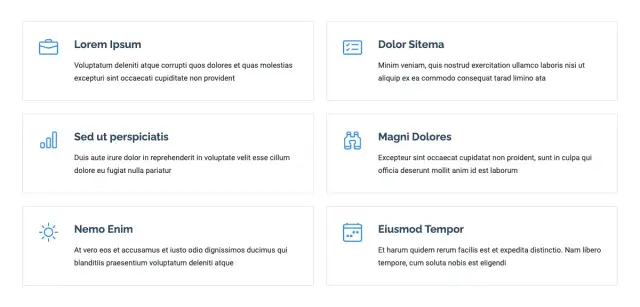 Lorem Ipsum
Voluptatum deleniti atque corrupti quos dolores et quas molestias
excepturi sint occaecati cupiditate non provident
Dolor Sitema
Minim veniam, quis nostrud exercitation ullamco laboris nisi ut
aliquip ex ea commodo consequat tarad limino ata
Sed ut perspiciatis
Duis aute irure dolor in reprehenderit in voluptate velit esse cillum
dolore eu fugiat nulla pariatur
Magni Dolores
Excepteur sint occaecat cupidatat non proident, sunt in culpa qui
officia deserunt mollit anim id est laborum
Nemo Enim
At vero eos et accusamus et iusto odio dignissimos ducimus qui
blanditiis praesentium voluptatum deleniti atque
Eiusmod Tempor
Et harum quidem rerum facilis est et expedita distinctio. Nam libero
tempore, cum soluta nobis est eligendi